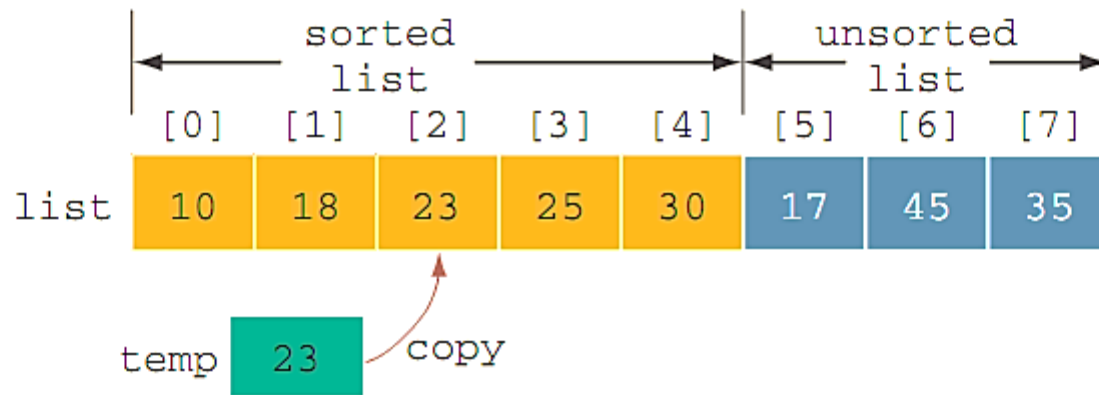 sorted unsorted
list list
[0] [1] [2] [3] [4] [5] [6] [7]
list 10 18 23 25 30 17 45 35
temp 23 copy